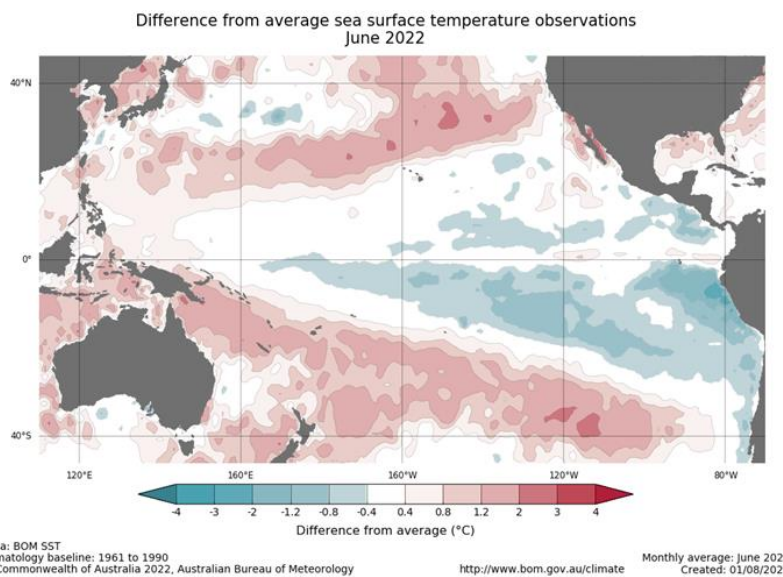 Difference from average sea surface temperature observations
June 2022
40°N
0°
40°S
120°E 160°E 160°W 120°W 80°W
-4 -3 -2 -1.2 -0.8 -0.4 0.4 0.8 1.2 2 3 4
Difference from average (°C)
a: BOM SST
matology baseline: 1961 to 1990
Commonwealth of Australia 2022, Australian Bureau of Meteorology
http://www.bom.gov.au/climate
Monthly average: June 202
Created: 01/08/202